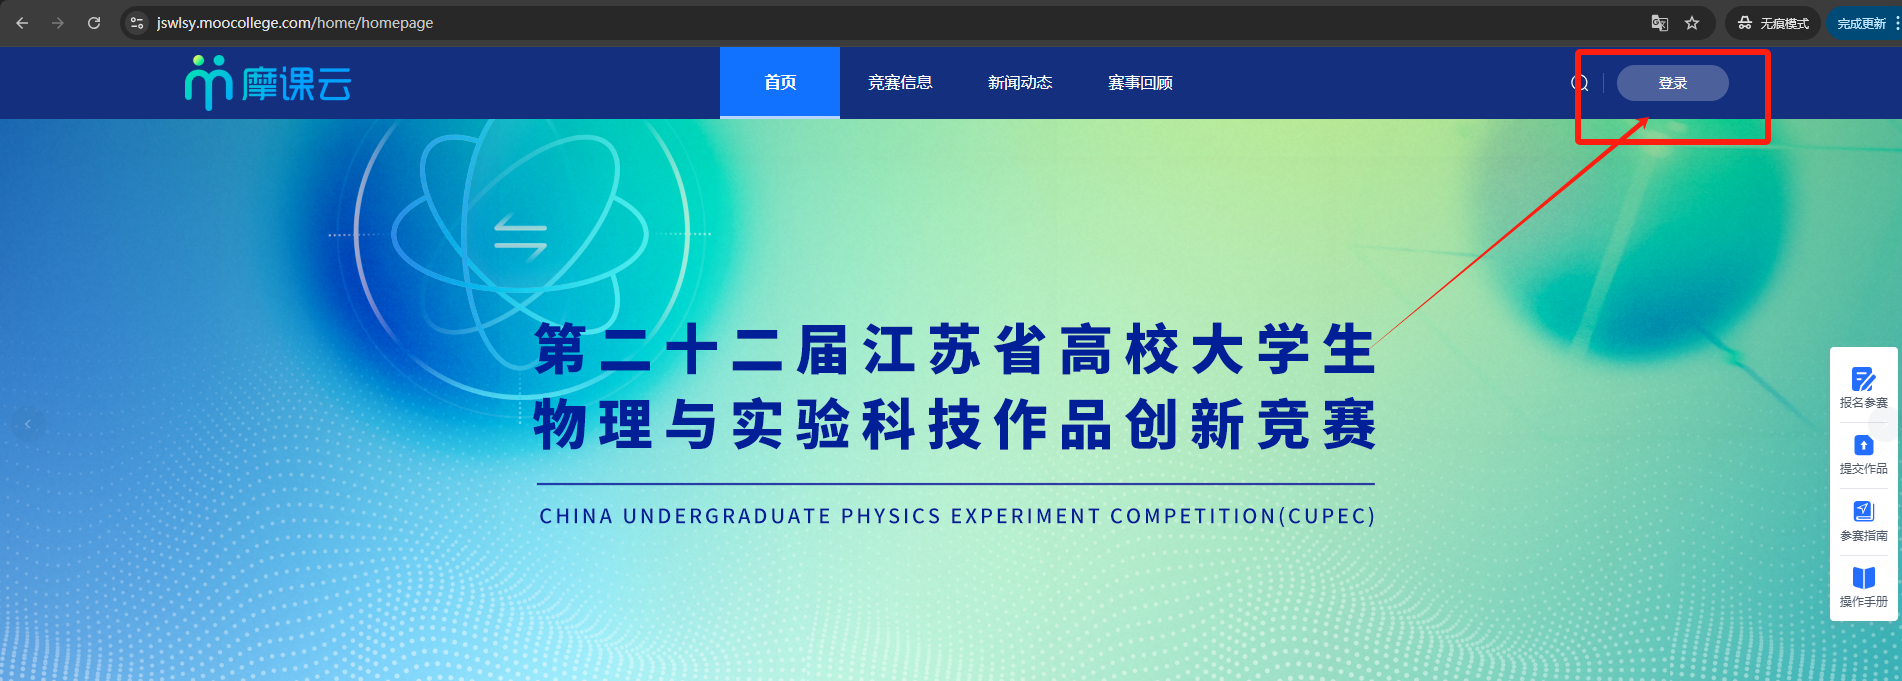 jswlsy.moocollege.com/home/homepage
无痕模式
完成更新
摩课云
首页
竞赛信息
新闻动态
赛事回顾
登录
第二十二届江苏省高校大学生
物理与实验科技作品创新竞赛
CHINA UNDERGRADUATE PHYSICS EXPERIMENT COMPETITION(CUPEC)
报名参赛
提交作品
参赛指南
操作手册